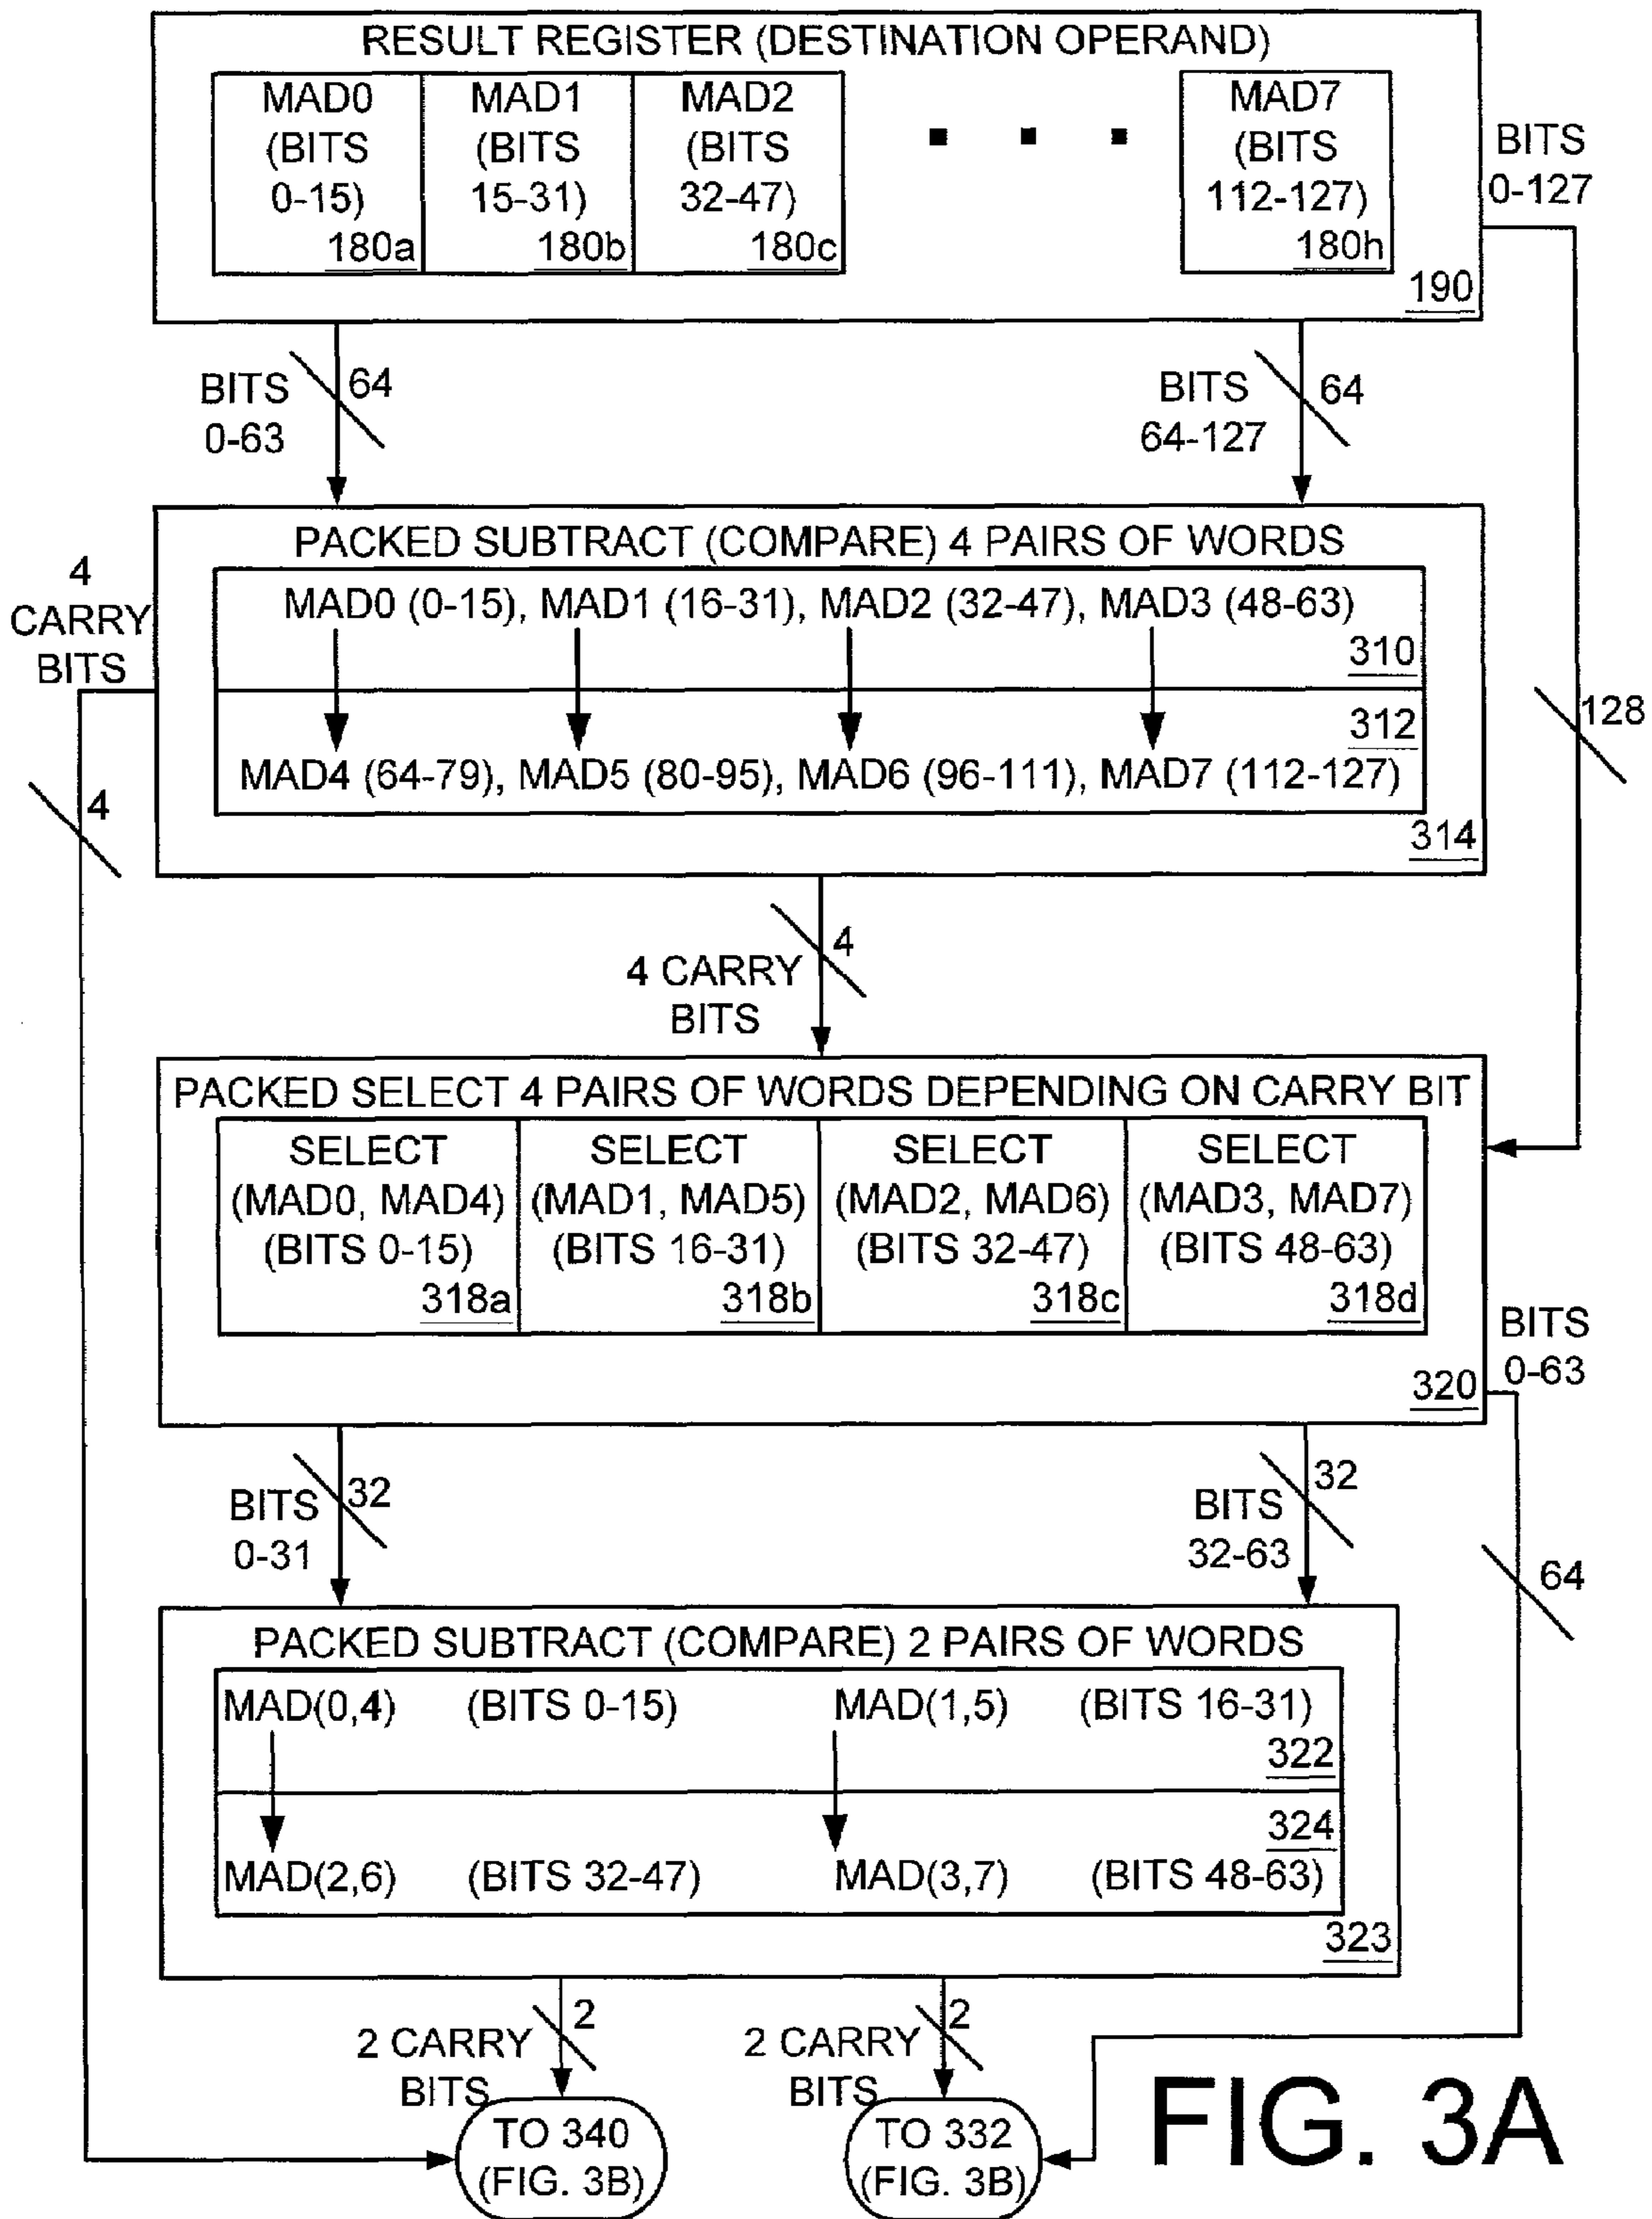 RESULT REGISTER (DESTINATION OPERAND)
MAD0
(BITS
0-15)
180a
MAD1
(BITS
15-31)
180b
MAD2
(BITS
32-47)
180c
MAD7
(BITS
112-127)
180h
190
BITS
0-127
BITS
0-63
64
BITS
64-127
64
PACKED SUBTRACT (COMPARE) 4 PAIRS OF WORDS
MAD0 (0-15), MAD1 (16-31), MAD2 (32-47), MAD3 (48-63)
310
312
MAD4 (64-79), MAD5 (80-95), MAD6 (96-111), MAD7 (112-127)
314
4
CARRY
BITS
4
128
4
4 CARRY
BITS
PACKED SELECT 4 PAIRS OF WORDS DEPENDING ON CARRY BIT
SELECT
(MAD0, MAD4)
(BITS 0-15)
318a
SELECT
(MAD1, MAD5)
(BITS 16-31)
318b
SELECT
(MAD2, MAD6)
(BITS 32-47)
318c
SELECT
(MAD3, MAD7)
(BITS 48-63)
318d
320
BITS
0-63
32
BITS
0-31
32
BITS
32-63
64
PACKED SUBTRACT (COMPARE) 2 PAIRS OF WORDS
MAD(0,4) (BITS 0-15) MAD(1,5) (BITS 16-31)
322
324
MAD(2,6) (BITS 32-47) MAD(3,7) (BITS 48-63)
323
2
2 CARRY
BITS
2
2 CARRY
BITS
TO 340
(FIG. 3B)
TO 332
(FIG. 3B)
FIG. 3A